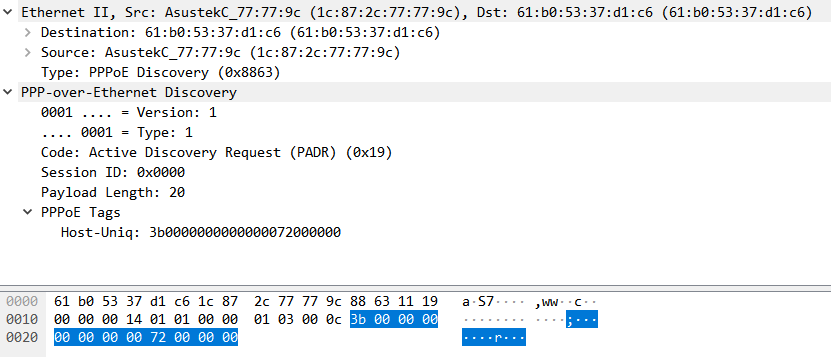 Ethernet II, Src: AsustekC_77:77:9c (1c:87:2c:77:77:9c), Dst: 61:b0:53:37:d1:c6 (61:b0:53:37:d1:c6)
Destination: 61:b0:53:37:d1:c6 (61:b0:53:37:d1:c6)
Source: AsustekC_77:77:9c (1c:87:2c:77:77:9c)
Type: PPPoE Discovery (0x8863)
PPP-over-Ethernet Discovery
0001 .... = Version: 1
.... 0001 = Type: 1
Code: Active Discovery Request (PADR) (0x19)
Session ID: 0x0000
Payload Length: 20
PPPoE Tags
Host-Uniq: 3b0000000000000072000000
0000 61 b0 53 37 d1 c6 1c 87 2c 77 77 9c 88 63 11 19 a·S7···· ,ww··c··
0010 00 00 00 14 01 01 00 00 01 03 00 0c 3b 00 00 00 ········ ····;···
0020 00 00 00 00 72 00 00 00 ····r···